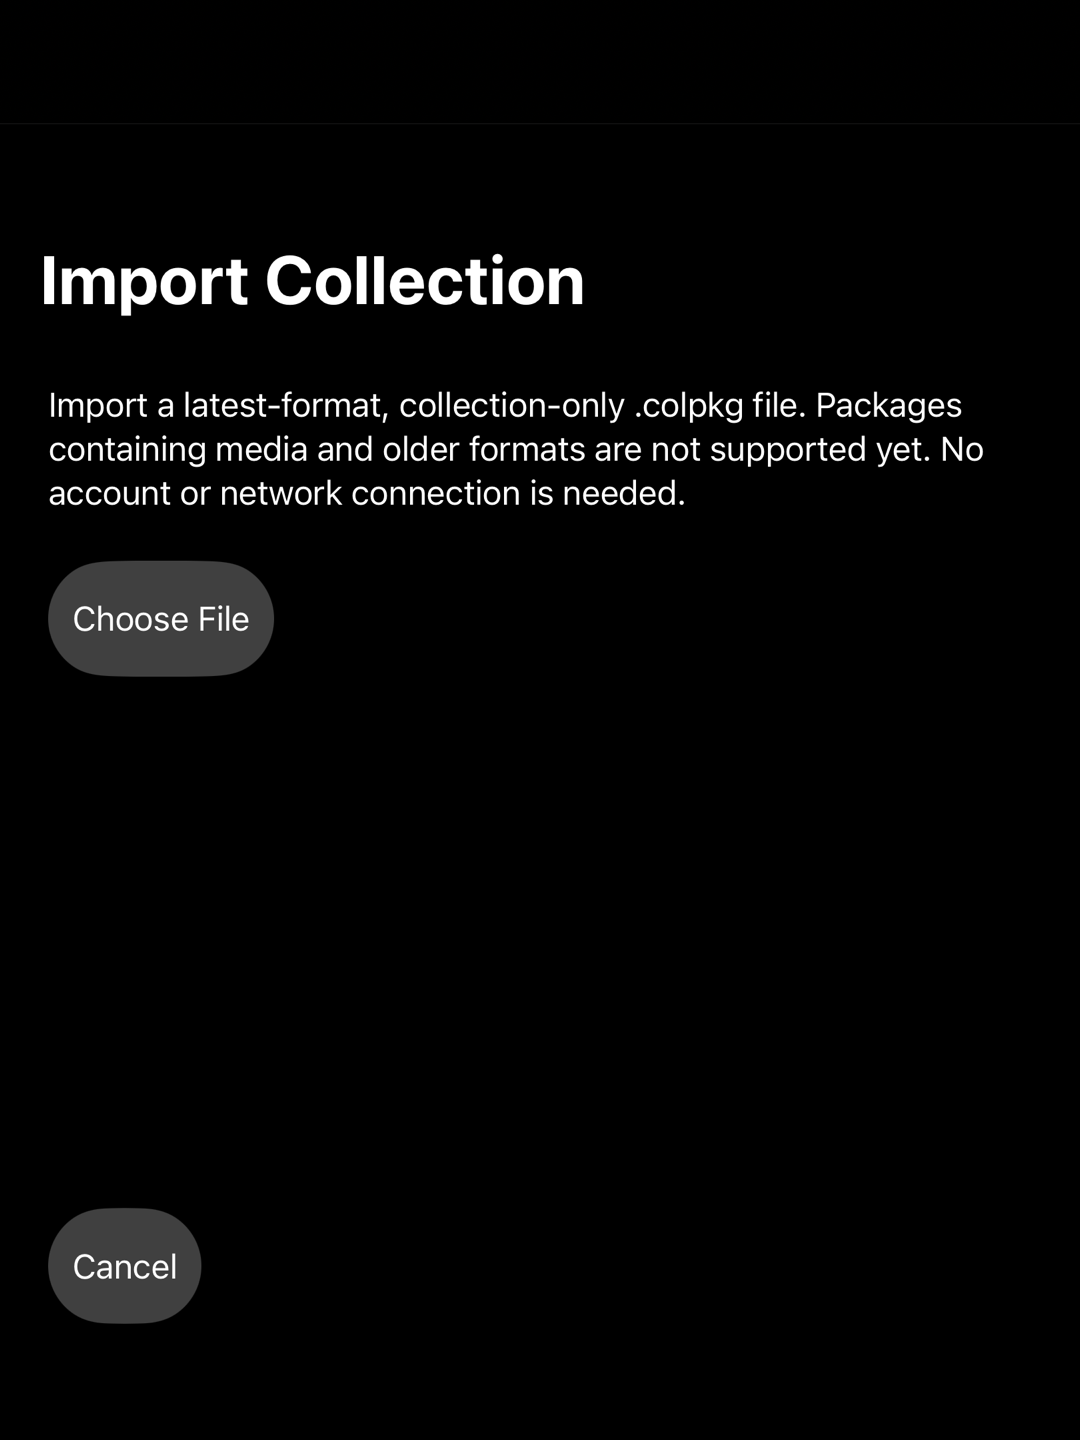 Import Collection
Import a latest-format, collection-only .colpkg file. Packages
containing media and older formats are not supported yet. No
account or network connection is needed.
Choose File
Cancel